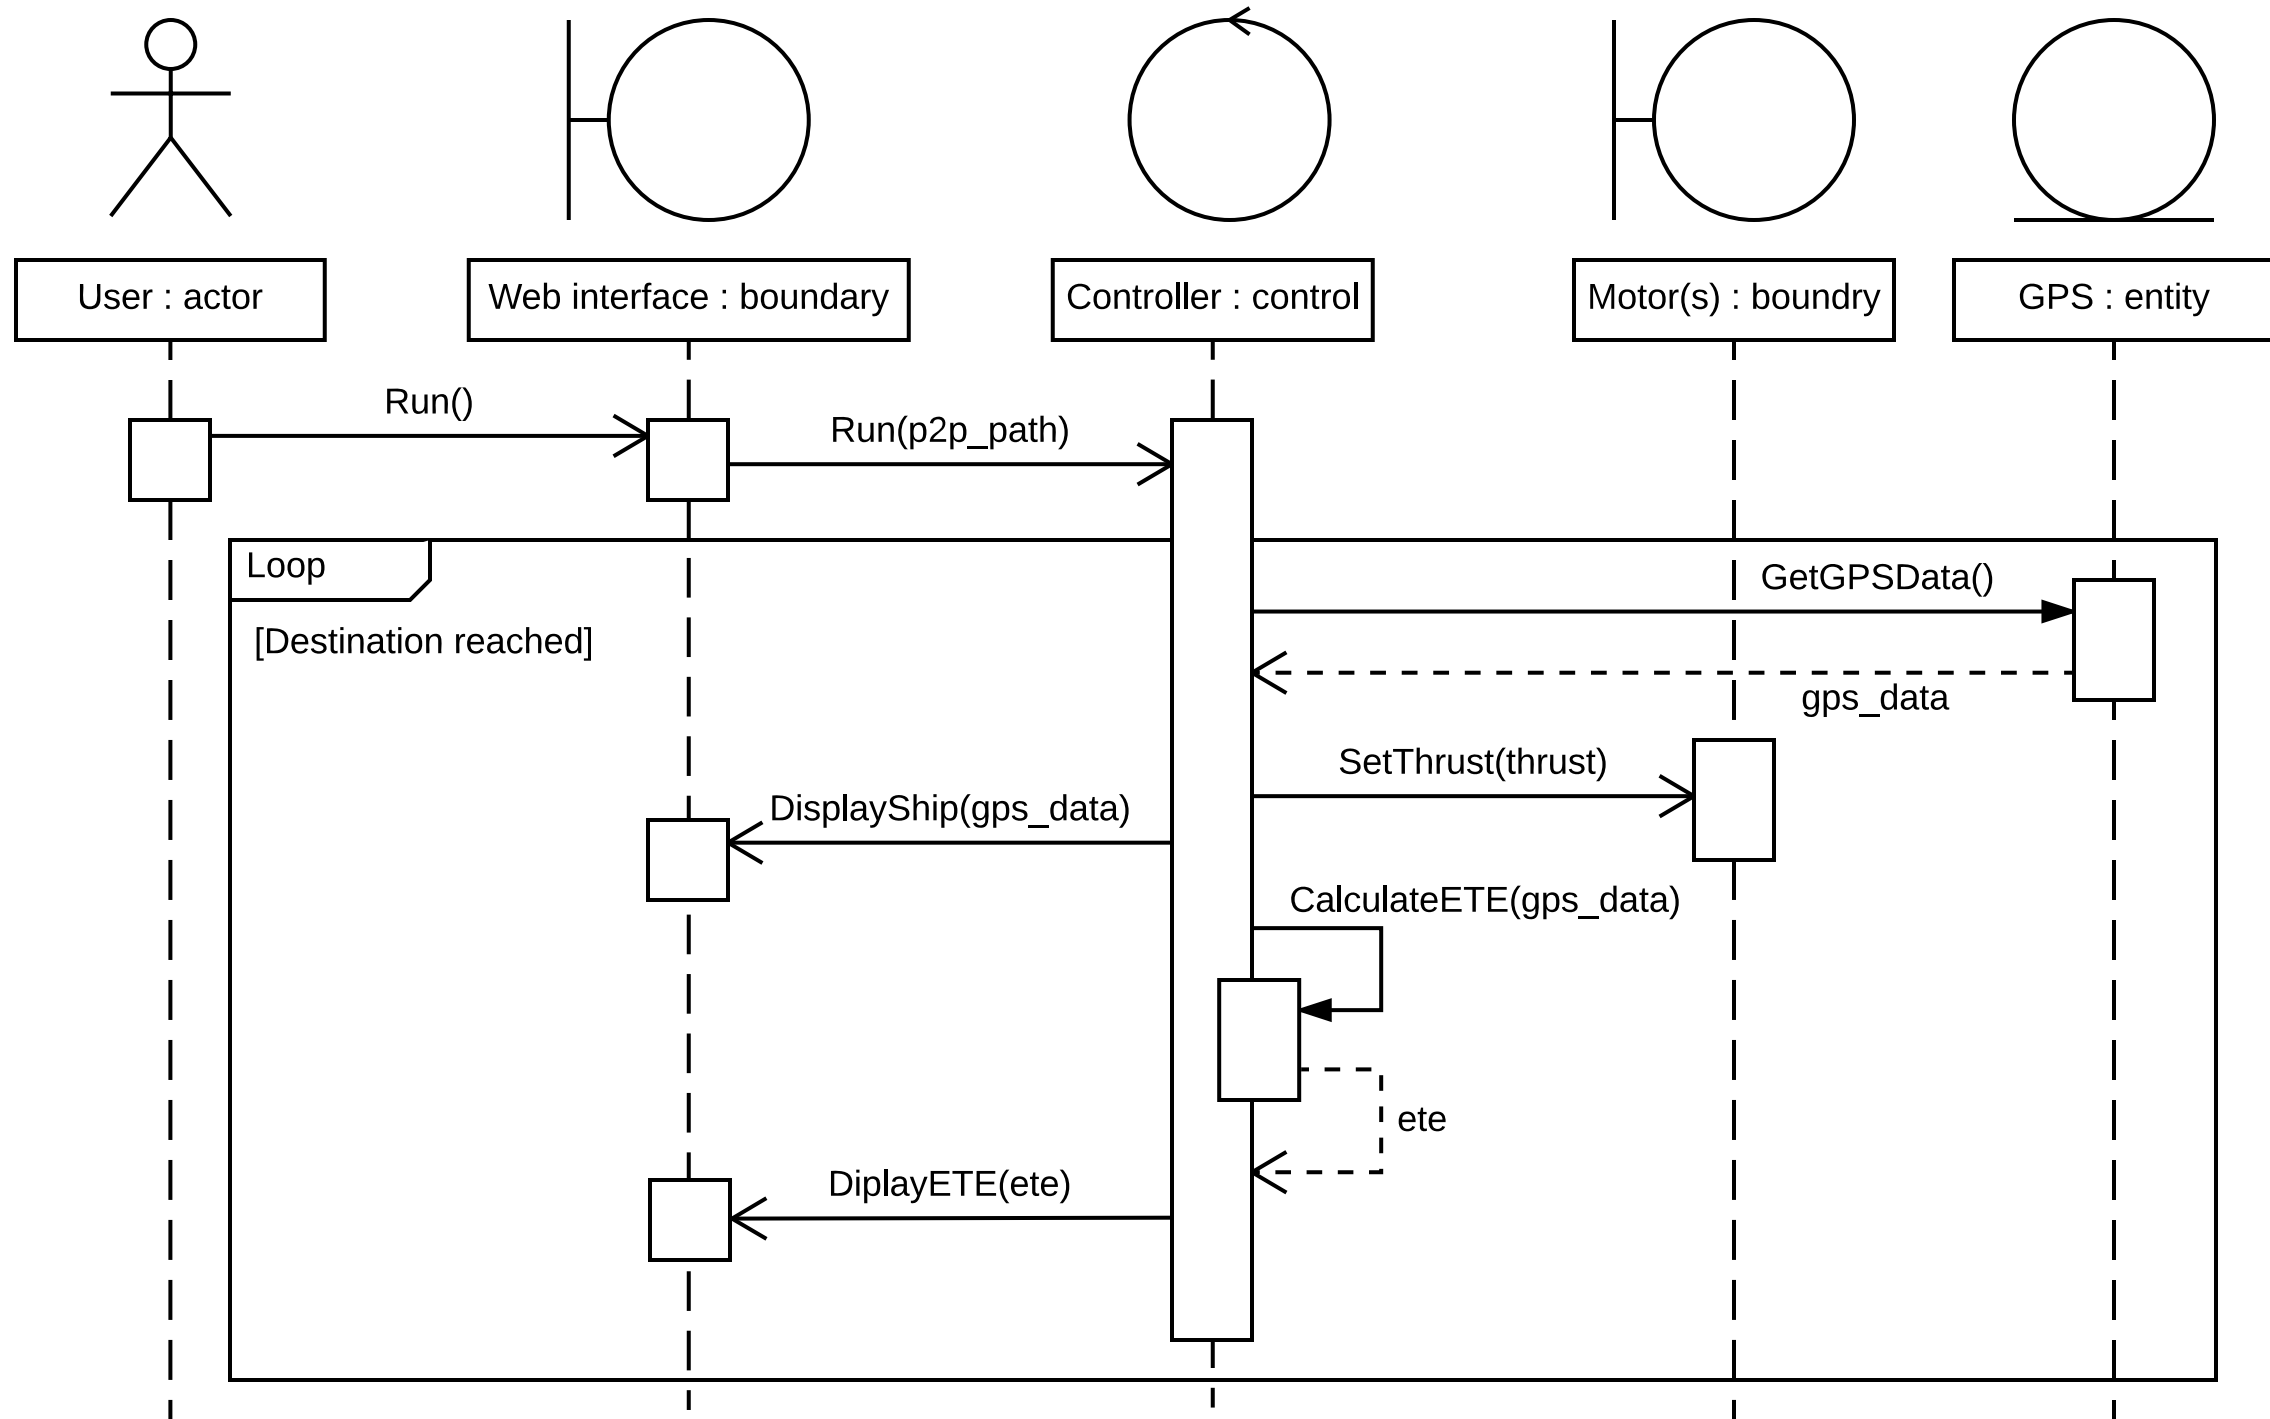 User : actor
Web interface : boundary
Controller : control
Motor(s) : boundry
GPS : entity
Run()
Run(p2p_path)
Loop
GetGPSData()
[Destination reached]
gps_data
SetThrust(thrust)
DisplayShip(gps_data)
CalculateETE(gps_data)
ete
DiplayETE(ete)